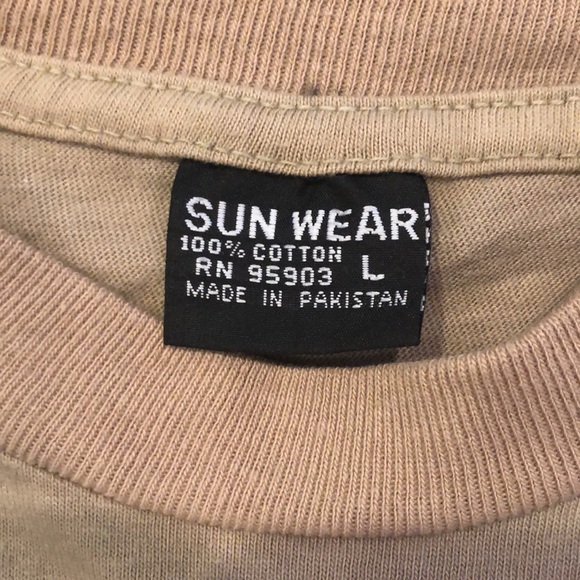 SUN WEAR
100% COTTON
RN 95903 L
MADE IN PAKISTAN